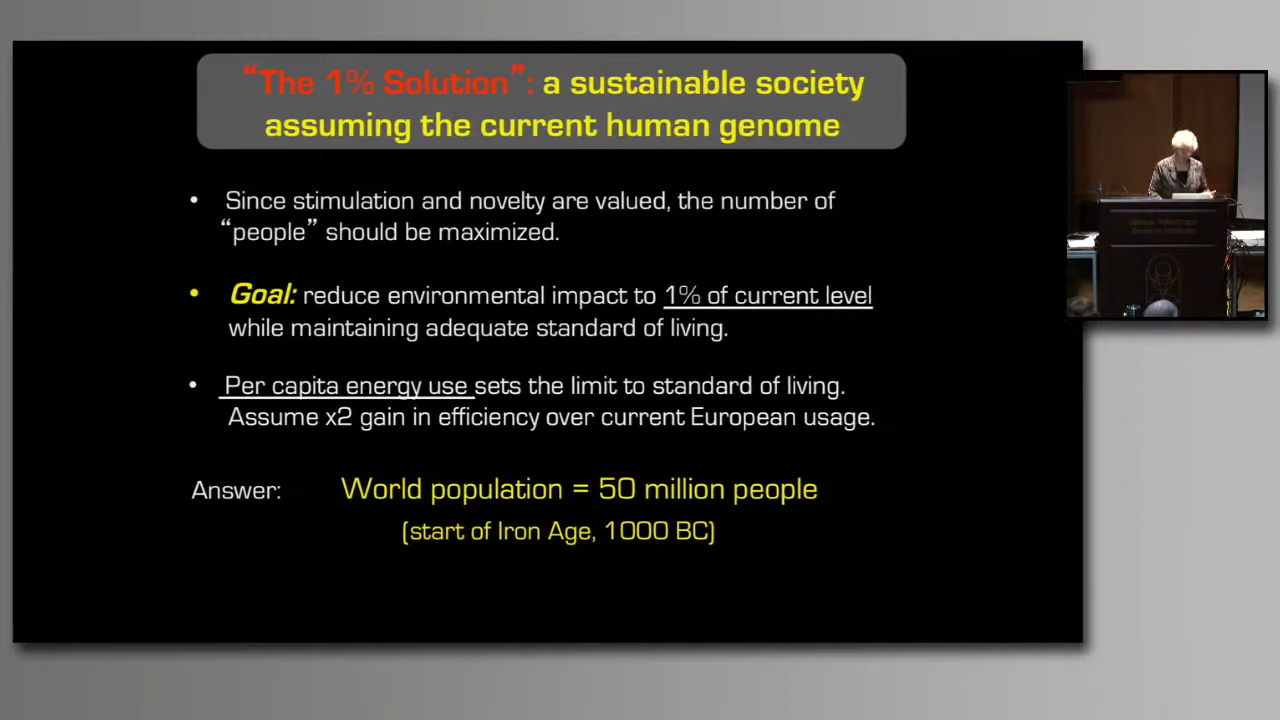 “The 1% Solution”: a sustainable society
assuming the current human genome
• Since stimulation and novelty are valued, the number of
“people” should be maximized.
• Goal: reduce environmental impact to 1% of current level
while maintaining adequate standard of living.
• Per capita energy use sets the limit to standard of living.
Assume x2 gain in efficiency over current European usage.
Answer: World population = 50 million people
(start of Iron Age, 1000 BC)